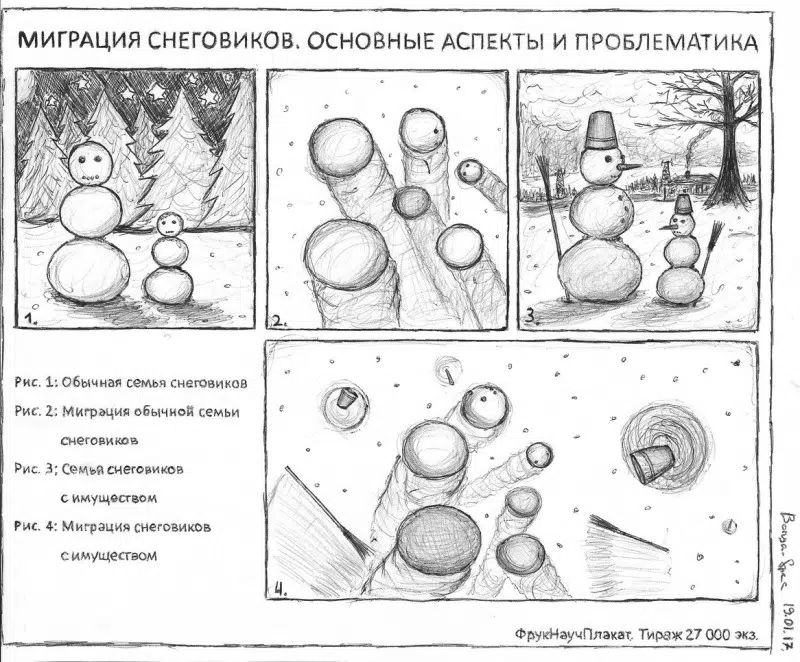 МИГРАЦИЯ СНЕГОВИКОВ. ОСНОВНЫЕ АСПЕКТЫ И ПРОБЛЕМАТИКА
1.
2.
3.
Рис. 1: Обычная семья снеговиков
Рис. 2: Миграция обычной семьи
снеговиков
Рис. 3: Семья снеговиков
с имуществом
Рис. 4: Миграция снеговиков
с имуществом
4.
ФрукНаучПлакат. Тираж 27 000 экз.
19.01.17.